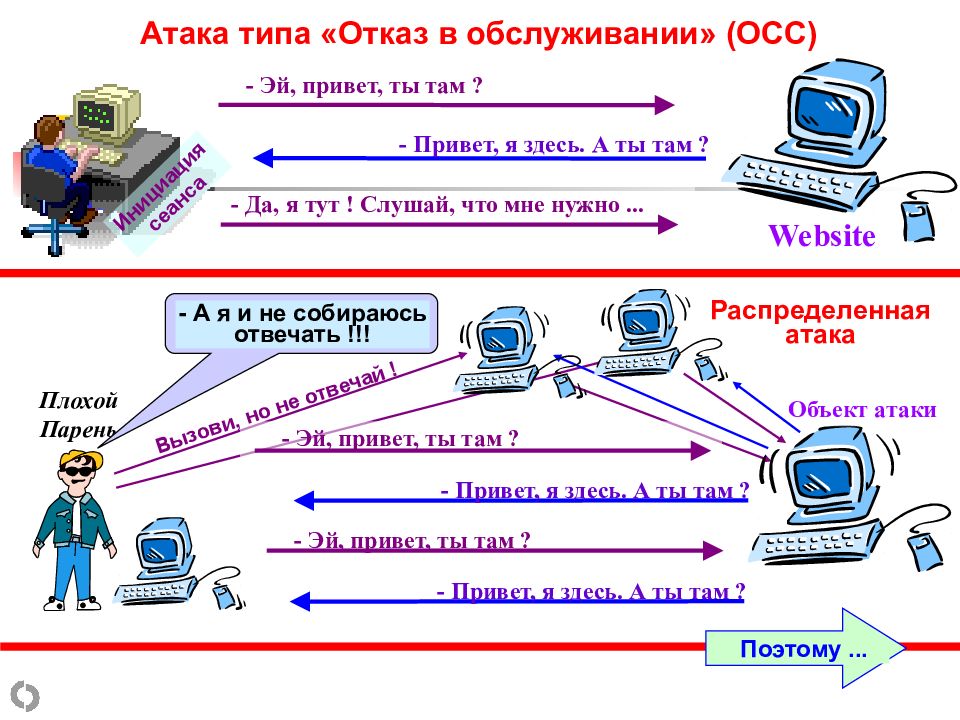 Атака типа «Отказ в обслуживании» (ОСС)
- Эй, привет, ты там ?
- Привет, я здесь. А ты там ?
Инициация
сеанса
- Да, я тут ! Слушай, что мне нужно ...
Website
- А я и не собираюсь
отвечать !!!
Распределенная
атака
Плохой
Парень
Вызови, но не отвечай !
Объект атаки
- Эй, привет, ты там ?
- Привет, я здесь. А ты там ?
- Эй, привет, ты там ?
- Привет, я здесь. А ты там ?
Поэтому ...